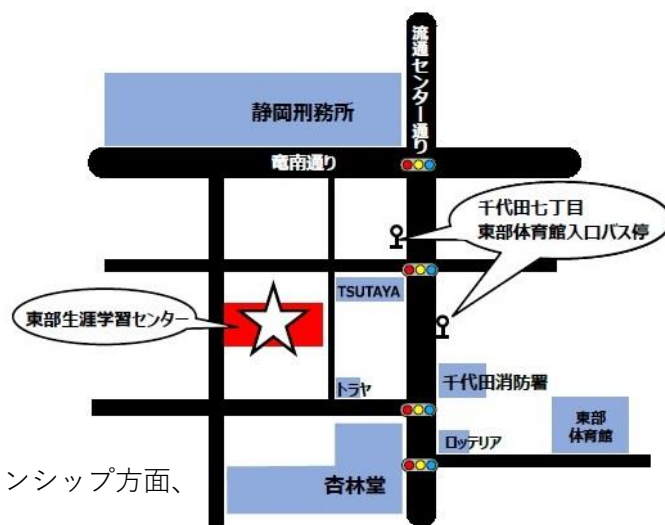 流通センター通り
静岡刑務所
竜南通り
千代田七丁目
東部体育館入口バス停
TSUTAYA
東部生涯学習センター
トラヤ
千代田消防署
東部
体育館
ロッテリア
杏林堂
ンシップ方面、